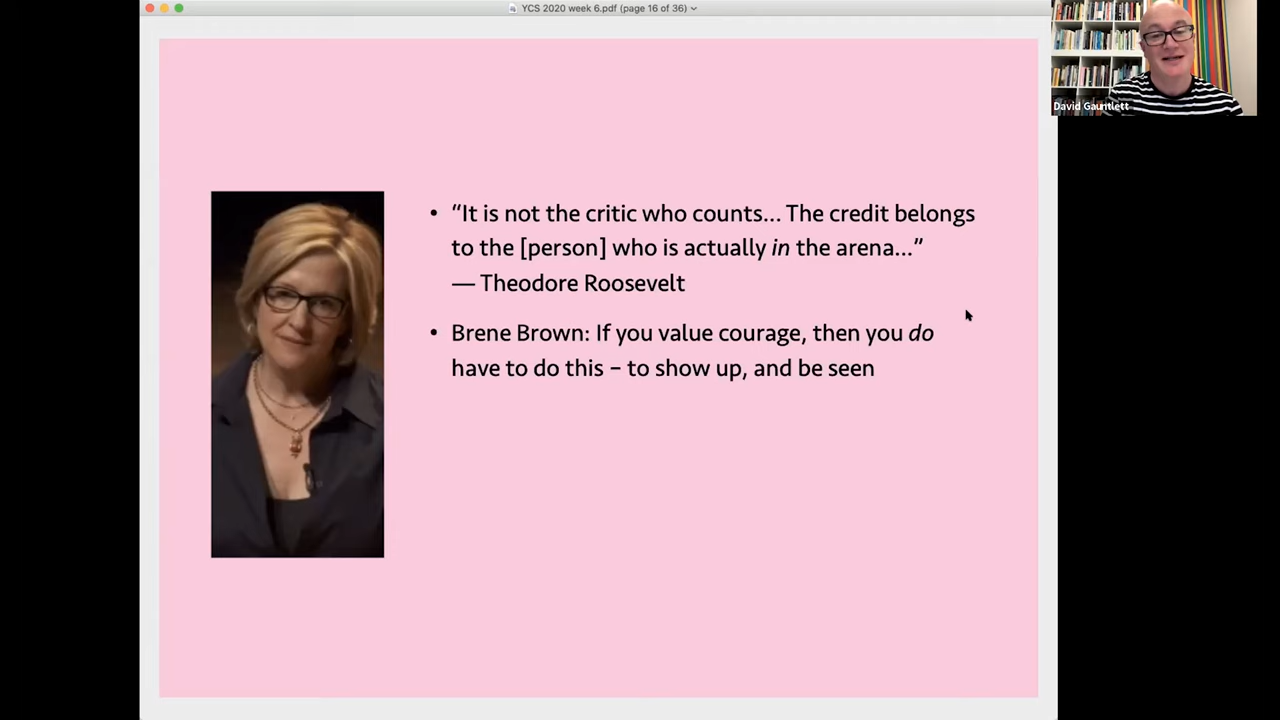 YCS 2020 week 6.pdf (page 16 of 36)
David Gauntlett
• “It is not the critic who counts... The credit belongs
to the [person] who is actually in the arena...”
— Theodore Roosevelt
• Brene Brown: If you value courage, then you do
have to do this – to show up, and be seen